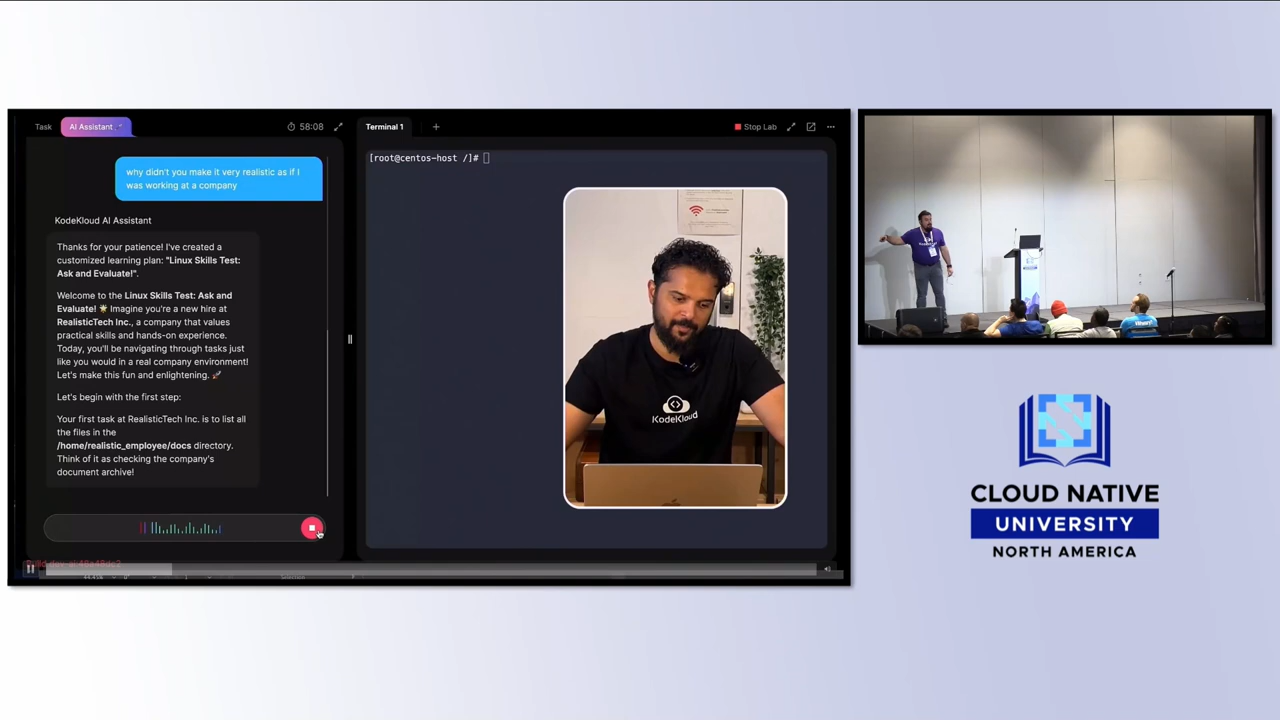 Task
AI Assistant
58:08
Terminal 1
+
Stop Lab
why didn't you make it very realistic as if I
was working at a company
[root@centos-host /]#
KodeKloud AI Assistant
Thanks for your patience! I've created a
customized learning plan: "Linux Skills Test:
Ask and Evaluate!".
Welcome to the Linux Skills Test: Ask and
Evaluate! 🌟 Imagine you're a new hire at
RealisticTech Inc., a company that values
practical skills and hands-on experience.
Today, you'll be navigating through tasks just
like you would in a real company environment!
Let's make this fun and enlightening. 🚀
Let's begin with the first step:
Your first task at RealisticTech Inc. is to list all
the files in the
/home/realistic_employee/docs directory.
Think of it as checking the company's
document archive!
KodeKloud
CLOUD NATIVE
UNIVERSITY
NORTH AMERICA